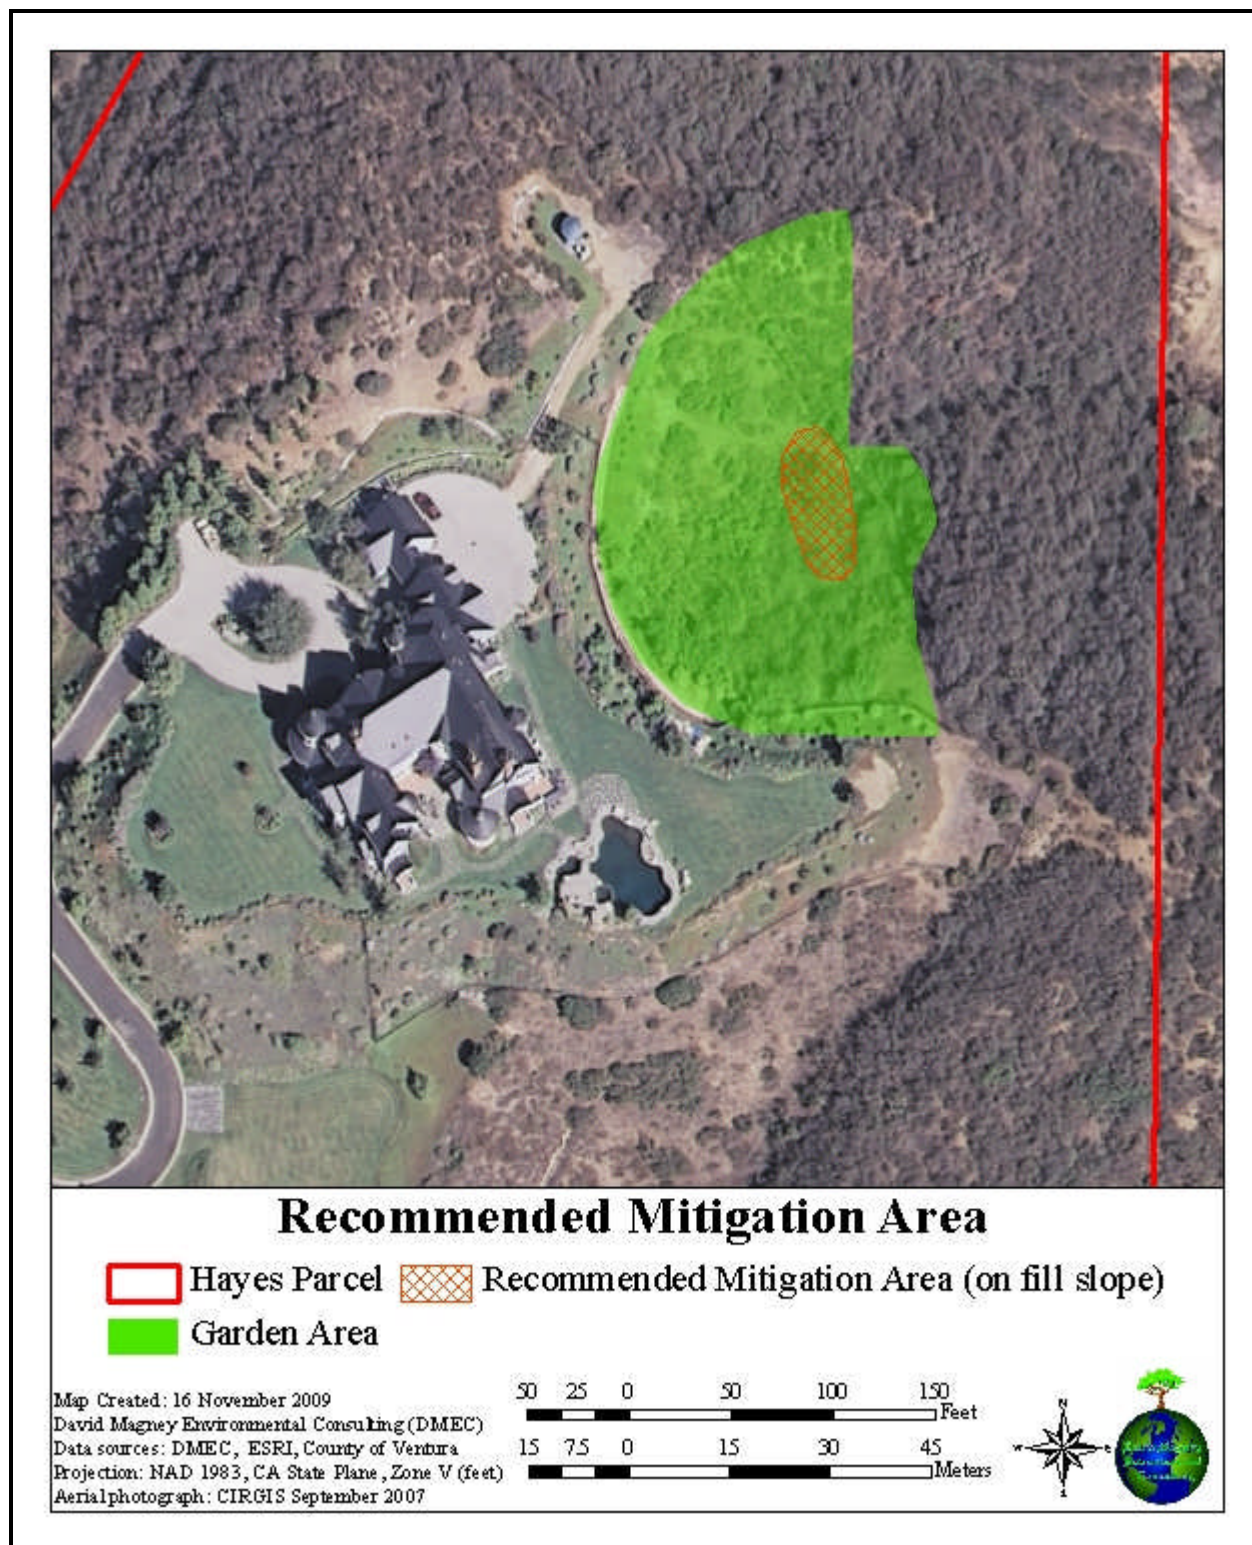 Recommended Mitigation Area
Hayes Parcel
Recommended Mitigation Area (on fill slope)
Garden Area
Map Created: 16 November 2009
David Magney Environmental Consulting (DMEC)
Data sources: DMEC, ESRI, County of Ventura
Projection: NAD 1983, CA State Plane, Zone V (feet)
Aerial photograph: CIRGIS September 2007
50 25 0 50 100 150
Feet
15 7.5 0 15 30 45
Meters
N
W E
S